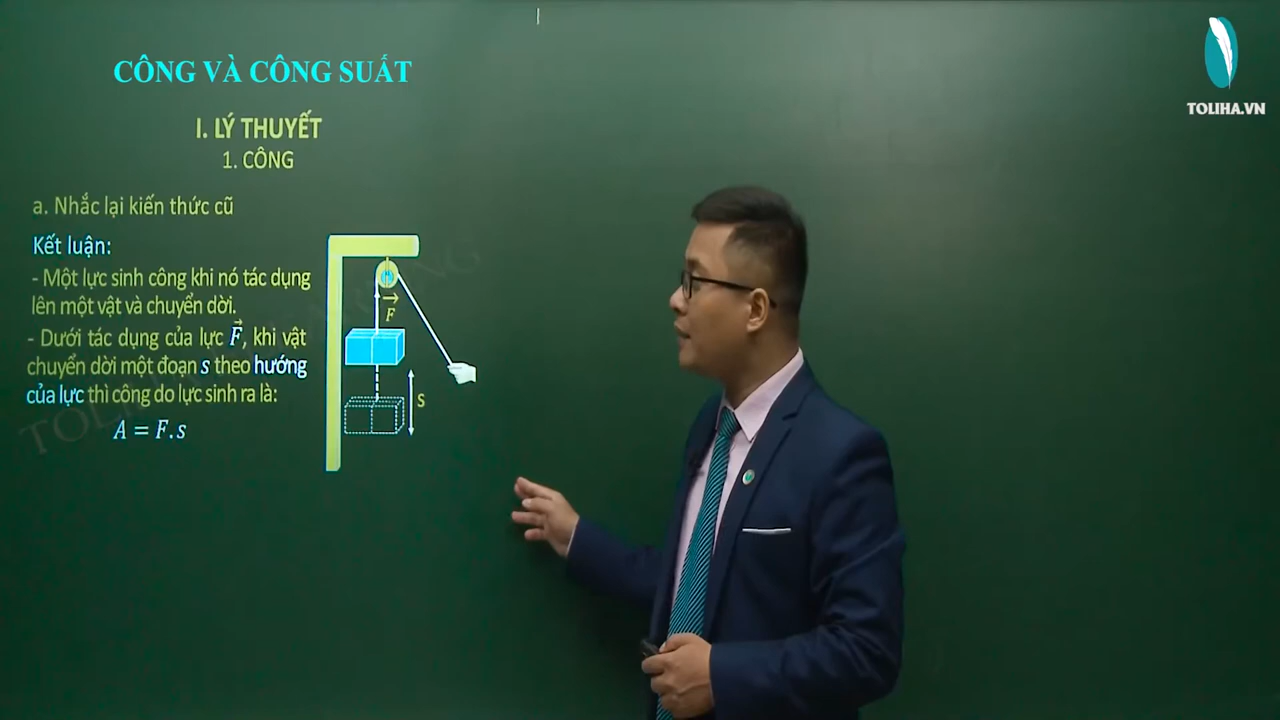 CÔNG VÀ CÔNG SUẤT
TOLIHA.VN
I. LÝ THUYẾT
1. CÔNG
a. Nhắc lại kiến thức cũ
Kết luận:
- Một lực sinh công khi nó tác dụng
lên một vật và chuyển dời.
- Dưới tác dụng của lực F⃗, khi vật
chuyển dời một đoạn s theo hướng
của lực thì công do lực sinh ra là:
A = F.s
F⃗
S